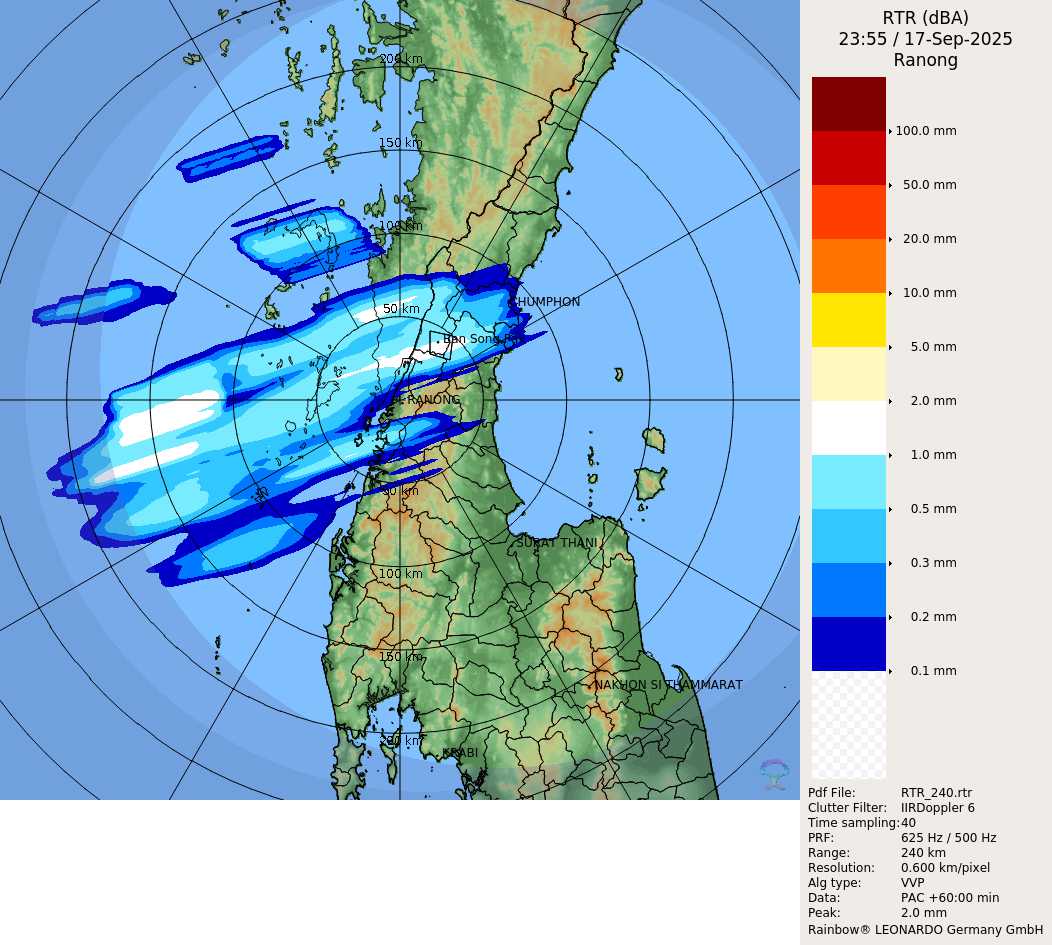 RTR (dBA)
23:55 / 17-Sep-2025
Ranong
200 km
150 km
100 km
50 km
CHUMPHON
Ban Song
RANONG
50 km
SURAT THANI
100 km
150 km
NAKHON SI THAMMARAT
200 km
KRABI
100.0 mm
50.0 mm
20.0 mm
10.0 mm
5.0 mm
2.0 mm
1.0 mm
0.5 mm
0.3 mm
0.2 mm
0.1 mm
Pdf File: RTR_240.rtr
Clutter Filter: IIRDoppler 6
Time sampling: 40
PRF: 625 Hz / 500 Hz
Range: 240 km
Resolution: 0.600 km/pixel
Alg type: VVP
Data: PAC +60:00 min
Peak: 2.0 mm
Rainbow® LEONARDO Germany GmbH